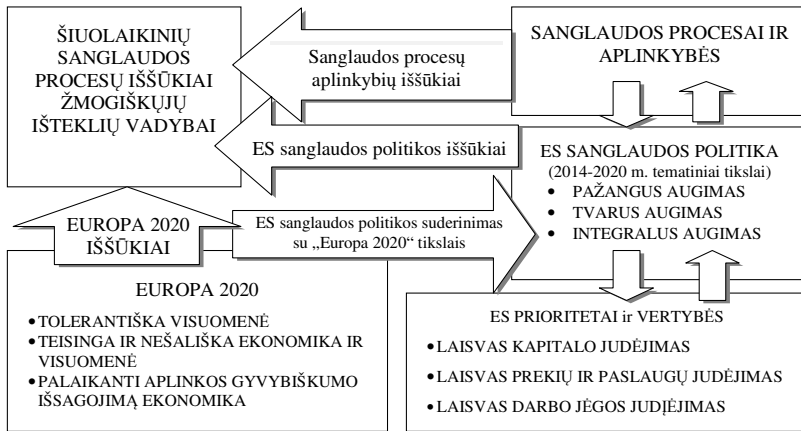 ŠIUOLAIKINIŲ
SANGLAUDOS
PROCESŲ IŠŠŪKIAI
ŽMOGIŠKŲJŲ
IŠTEKLIŲ VADYBAI
Sanglaudos procesų
aplinkybių iššūkiai
SANGLAUDOS PROCESAI IR
APLINKYBĖS
ES sanglaudos politikos iššūkiai
ES SANGLAUDOS POLITIKA
(2014-2020 m. tematiniai tikslai)
• PAŽANGUS AUGIMAS
• TVARUS AUGIMAS
• INTEGRALUS AUGIMAS
EUROPA 2020
IŠŠŪKIAI
ES sanglaudos politikos suderinimas
su „Europa 2020“ tikslais
EUROPA 2020
• TOLERANTIŠKA VISUOMENĖ
• TEISINGA IR NEŠALIŠKA EKONOMIKA IR
VISUOMENĖ
• PALAIKANTI APLINKOS GYVYBIŠKUMO
IŠSAGOJIMĄ EKONOMIKA
ES PRIORITETAI ir VERTYBĖS
• LAISVAS KAPITALO JUDĖJIMAS
• LAISVAS PREKIŲ IR PASLAUGŲ JUDĖJIMAS
• LAISVAS DARBO JĖGOS JUDĮĖJIMAS